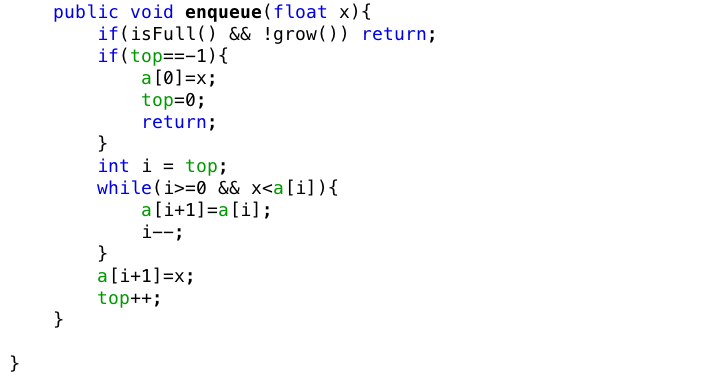 public void enqueue(float x){
if(isFull() && !grow()) return;
if(top==-1){
a[0]=x;
top=0;
return;
}
int i = top;
while(i>=0 && x<a[i]){
a[i+1]=a[i];
i--;
}
a[i+1]=x;
top++;
}
}